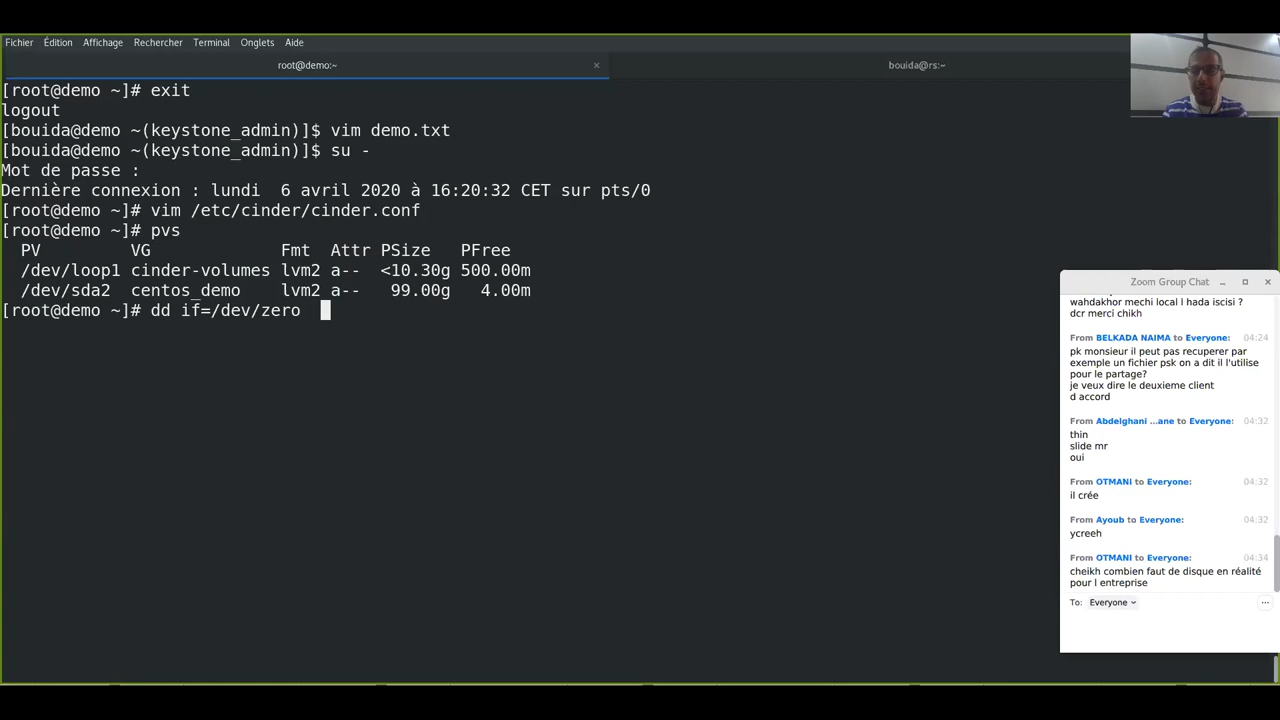 Fichier Édition Affichage Rechercher Terminal Onglets Aide
root@demo:~ × bouida@rs:~
[root@demo ~]# exit
logout
[bouida@demo ~(keystone_admin)]$ vim demo.txt
[bouida@demo ~(keystone_admin)]$ su -
Mot de passe :
Dernière connexion : lundi  6 avril 2020 à 16:20:32 CET sur pts/0
[root@demo ~]# vim /etc/cinder/cinder.conf
[root@demo ~]# pvs
  PV         VG             Fmt  Attr PSize   PFree
  /dev/loop1 cinder-volumes lvm2 a--  <10.30g 500.00m
  /dev/sda2  centos_demo    lvm2 a--   99.00g   4.00m
[root@demo ~]# dd if=/dev/zero
Zoom Group Chat
wahdakhor mechi local l hada iscisi ?
dcr merci chikh
From BELKADA NAIMA to Everyone: 04:24
pk monsieur il peut pas recuperer par
exemple un fichier psk on a dit il l'utilise
pour le partage?
je veux dire le deuxieme client
d accord
From Abdelghani ...ane to Everyone: 04:32
thin
slide mr
oui
From OTMANI to Everyone: 04:32
il crée
From Ayoub to Everyone: 04:32
ycreeh
From OTMANI to Everyone: 04:34
cheikh combien faut de disque en réalité
pour l entreprise
To: Everyone